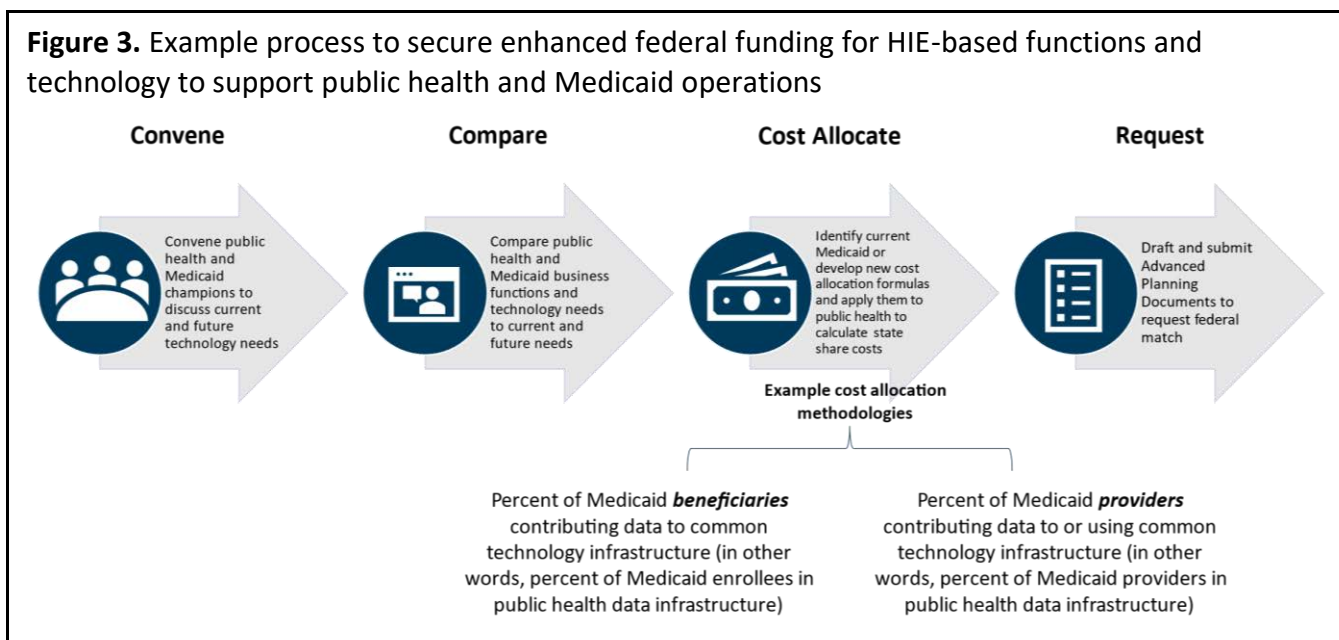 Figure 3. Example process to secure enhanced federal funding for HIE-based functions and
technology to support public health and Medicaid operations
Convene
Convene public
health and
Medicaid
champions to
discuss current
and future
technology needs
Compare
Compare public
health and
Medicaid business
functions and
technology needs
to current and
future needs
Cost Allocate
Identify current
Medicaid or
develop new cost
allocation formulas
and apply them to
public health to
calculate state
share costs
Request
Draft and submit
Advanced
Planning
Documents to
request federal
match
Example cost allocation
methodologies
Percent of Medicaid beneficiaries
contributing data to common
technology infrastructure (in other
words, percent of Medicaid enrollees in
public health data infrastructure)
Percent of Medicaid providers
contributing data to or using common
technology infrastructure (in other
words, percent of Medicaid providers in
public health data infrastructure)